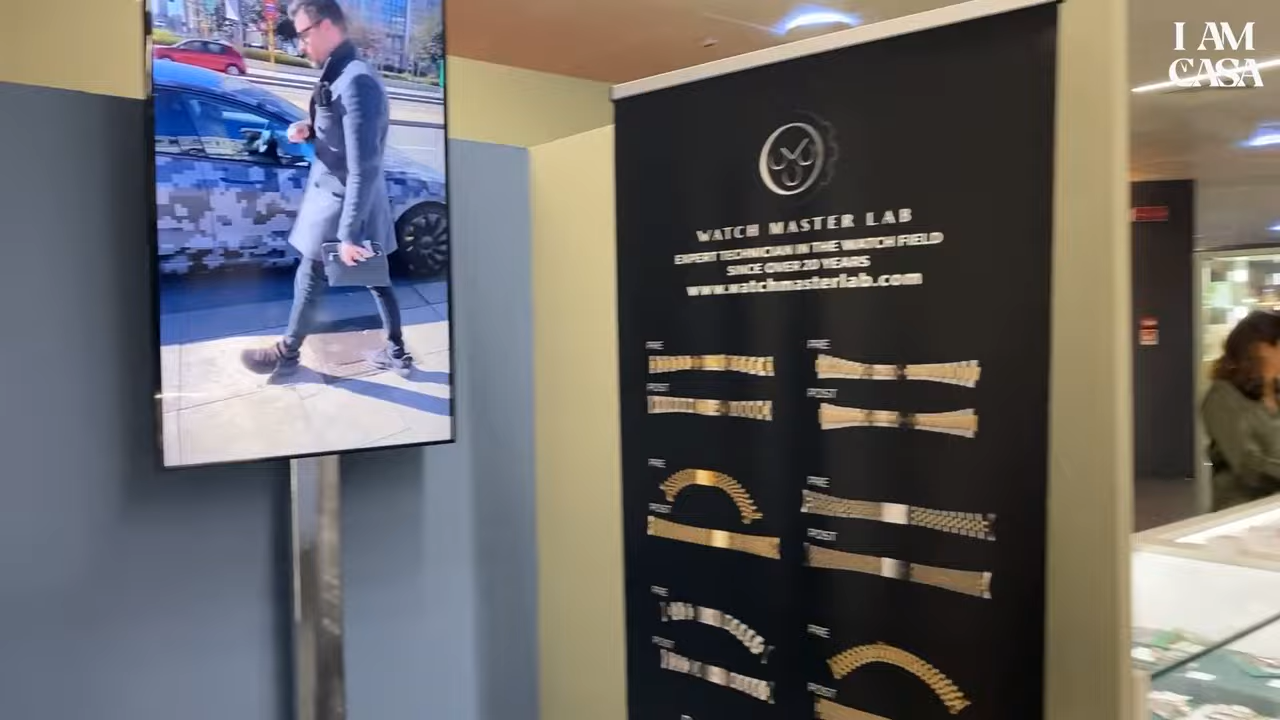 I AM
CASA
WATCH MASTER LAB
EXPERT TECHNICIAN IN THE WATCH FIELD
SINCE OVER 20 YEARS
www.watchmasterlab.com
PRE
PRE
POST
POST
PRE
PRE
POST
POST
PRE
POST
PRE
POST